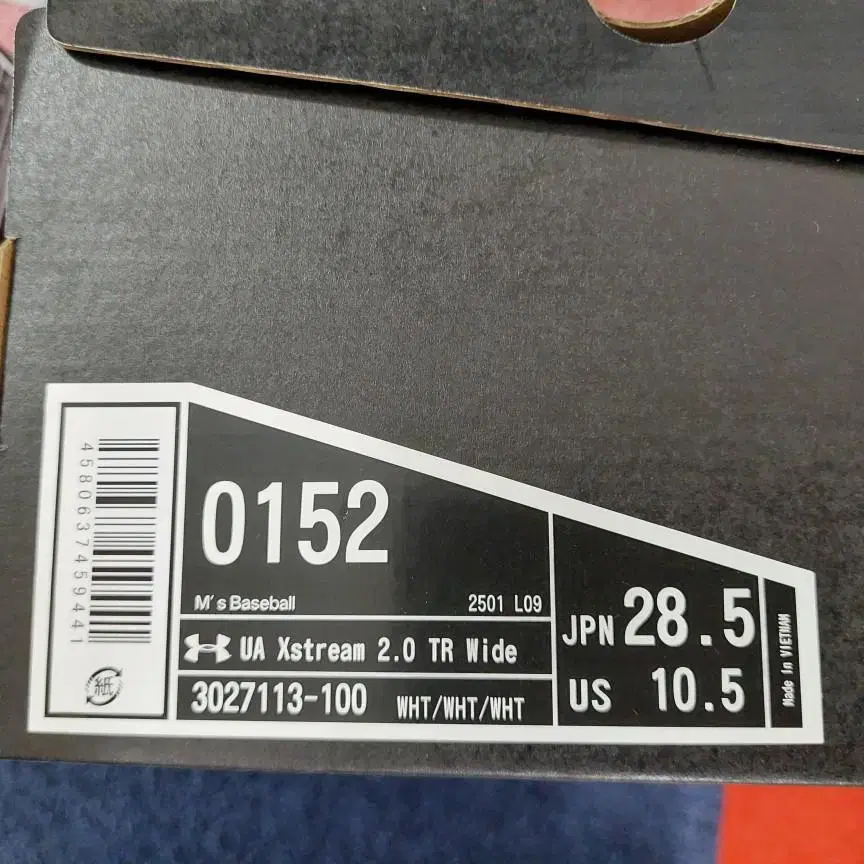 4580637459441
紙
0152
M's Baseball
2501 L09
UA Xstream 2.0 TR Wide
3027113-100
WHT/WHT/WHT
JPN 28.5
US 10.5
Made in VIETNAM